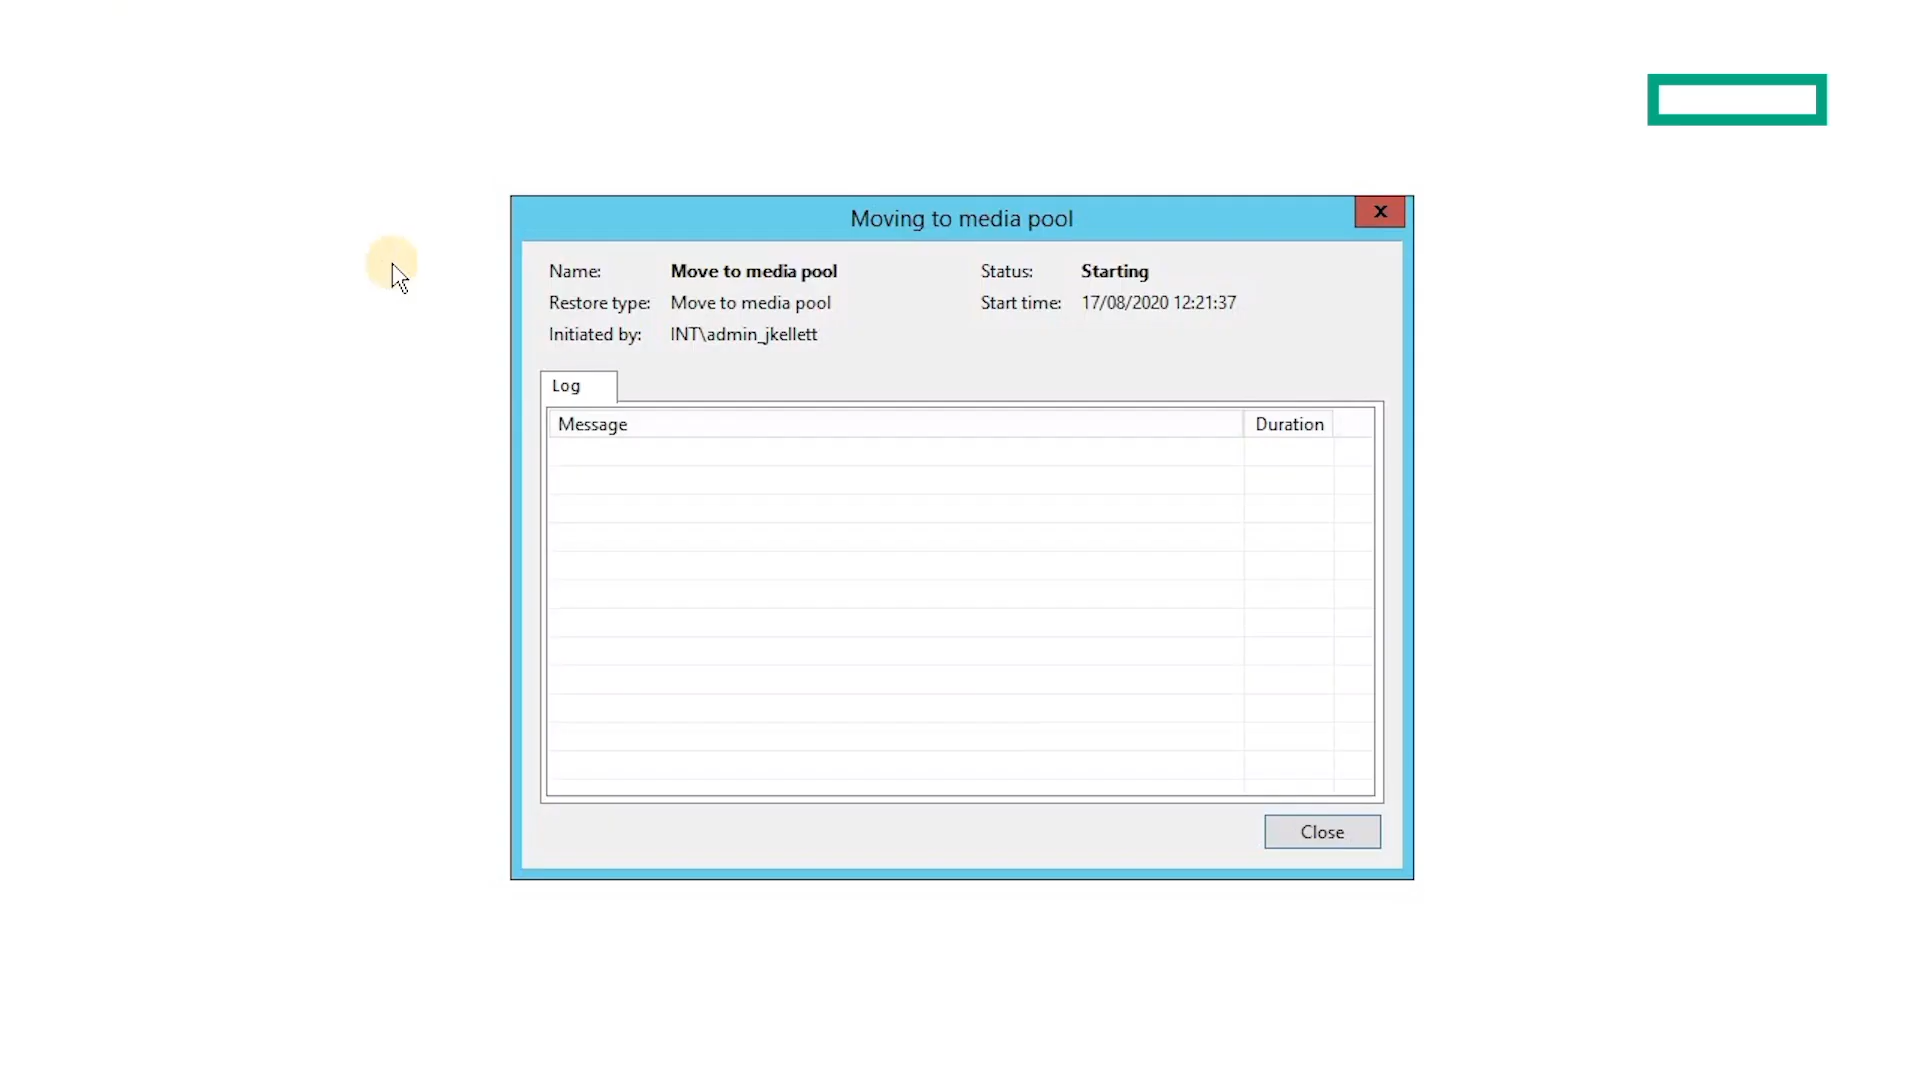 Moving to media pool
x
Name: Move to media pool Status: Starting
Restore type: Move to media pool Start time: 17/08/2020 12:21:37
Initiated by: INT\admin_jkellett
Log
Message Duration
Close